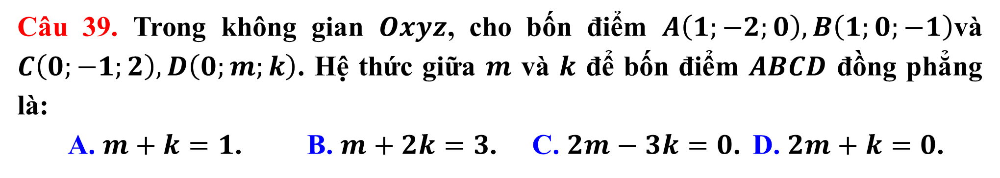 Câu 39. Trong không gian Oxyz, cho bốn điểm A(1; −2; 0), B(1; 0; −1)và
C(0; −1; 2), D(0; m; k). Hệ thức giữa m và k để bốn điểm ABCD đồng phẳng
là:
A. m + k = 1. B. m + 2k = 3. C. 2m − 3k = 0. D. 2m + k = 0.